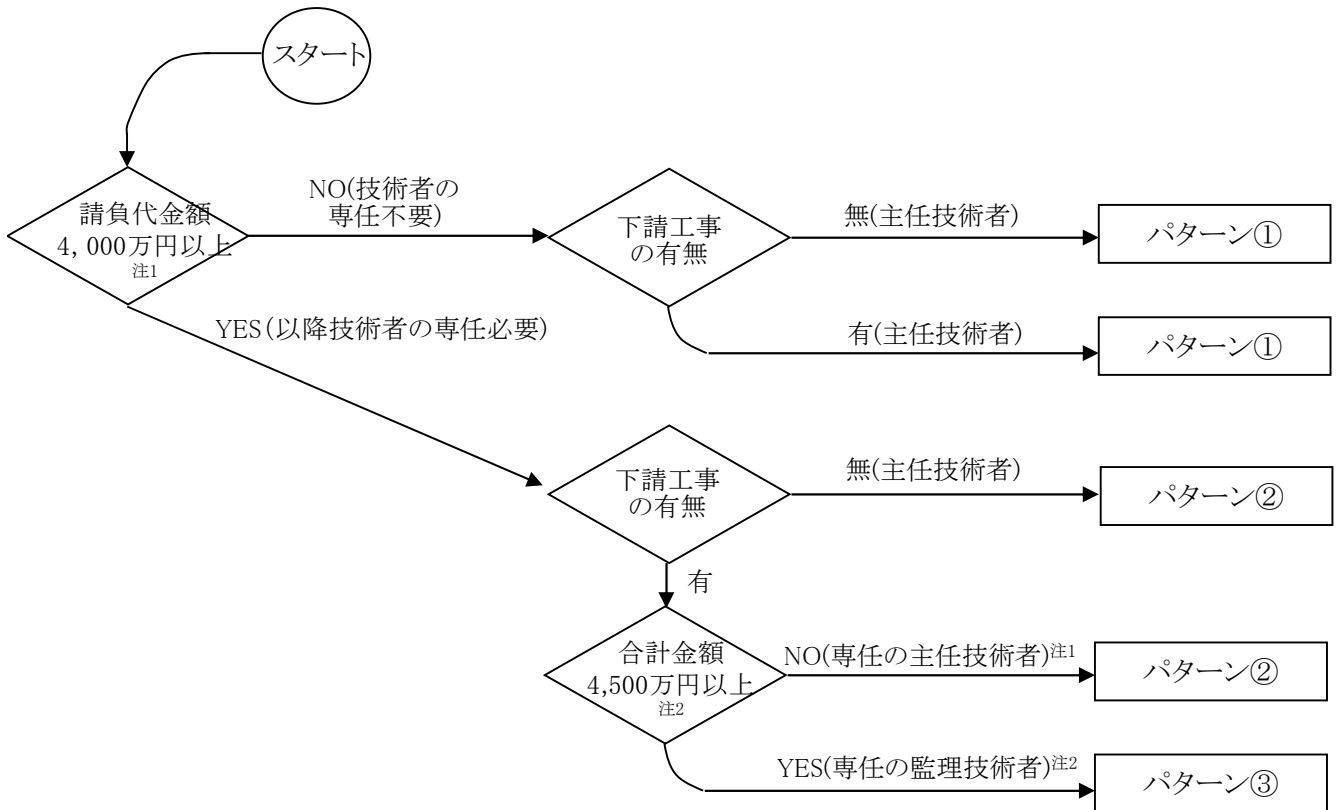 スタート
請負代金額
4,000万円以上
注1
NO(技術者の
専任不要)
下請工事
の有無
無(主任技術者)
パターン①
有(主任技術者)
パターン①
YES(以降技術者の専任必要)
下請工事
の有無
無(主任技術者)
パターン②
有
合計金額
4,500万円以上
注2
NO(専任の主任技術者)注1
パターン②
YES(専任の監理技術者)注2
パターン③